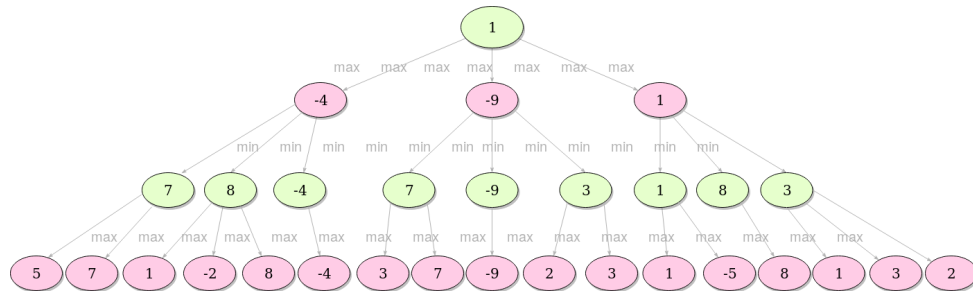 1
max max max max max max max
-4 -9 1
min min min min min min min min min min min
7 8 -4 7 -9 3 1 8 3
max max max max max max max max max max max max max max max max max
5 7 1 -2 8 -4 3 7 -9 2 3 1 -5 8 1 3 2